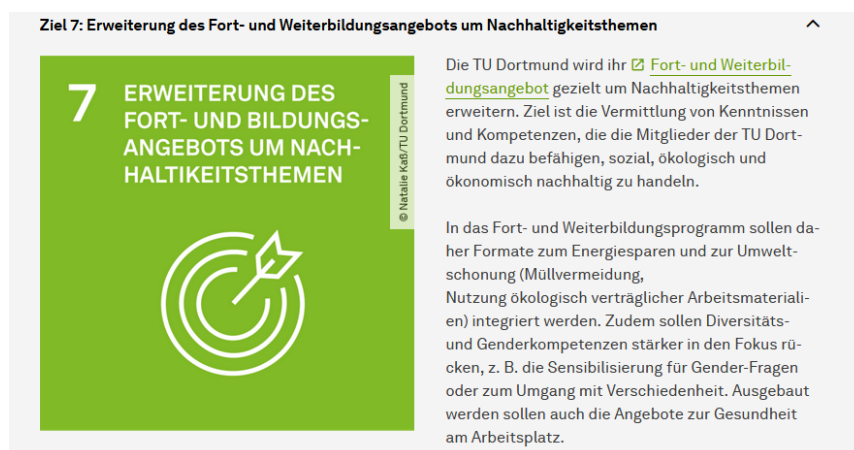 Ziel 7: Erweiterung des Fort- und Weiterbildungsangebots um Nachhaltigkeitsthemen
7
ERWEITERUNG DES
FORT- UND BILDUNGS-
ANGEBOTS UM NACH-
HALTIKEITSTHEMEN
© Natalie Kaß/TU Dortmund
Die TU Dortmund wird ihr Fort- und Weiterbil-
dungsangebot gezielt um Nachhaltigkeitsthemen
erweitern. Ziel ist die Vermittlung von Kenntnissen
und Kompetenzen, die die Mitglieder der TU Dort-
mund dazu befähigen, sozial, ökologisch und
ökonomisch nachhaltig zu handeln.
In das Fort- und Weiterbildungsprogramm sollen da-
her Formate zum Energiesparen und zur Umwelt-
schonung (Müllvermeidung,
Nutzung ökologisch verträglicher Arbeitsmateriali-
en) integriert werden. Zudem sollen Diversitäts-
und Genderkompetenzen stärker in den Fokus rü-
cken, z. B. die Sensibilisierung für Gender-Fragen
oder zum Umgang mit Verschiedenheit. Ausgebaut
werden sollen auch die Angebote zur Gesundheit
am Arbeitsplatz.